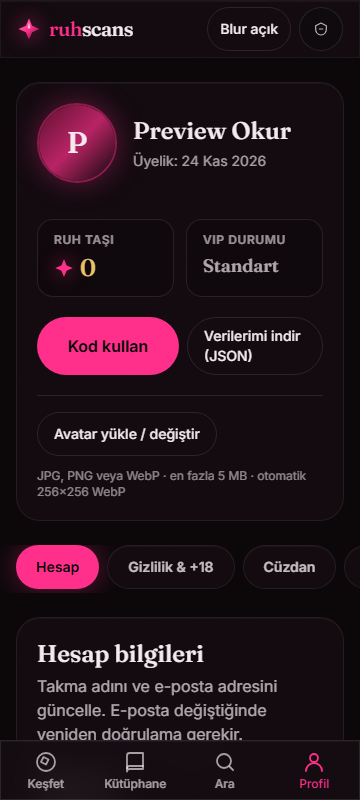 ruhscans
Blur açık
P
Preview Okur
Üyelik: 24 Kas 2026
RUH TAŞI
0
VIP DURUMU
Standart
Kod kullan
Verilerimi indir
(JSON)
Avatar yükle / değiştir
JPG, PNG veya WebP · en fazla 5 MB · otomatik
256×256 WebP
Hesap
Gizlilik & +18
Cüzdan
Hesap bilgileri
Takma adını ve e-posta adresini
güncelle. E-posta değiştiğinde
yeniden doğrulama gerekir.
Keşfet
Kütüphane
Ara
Profil